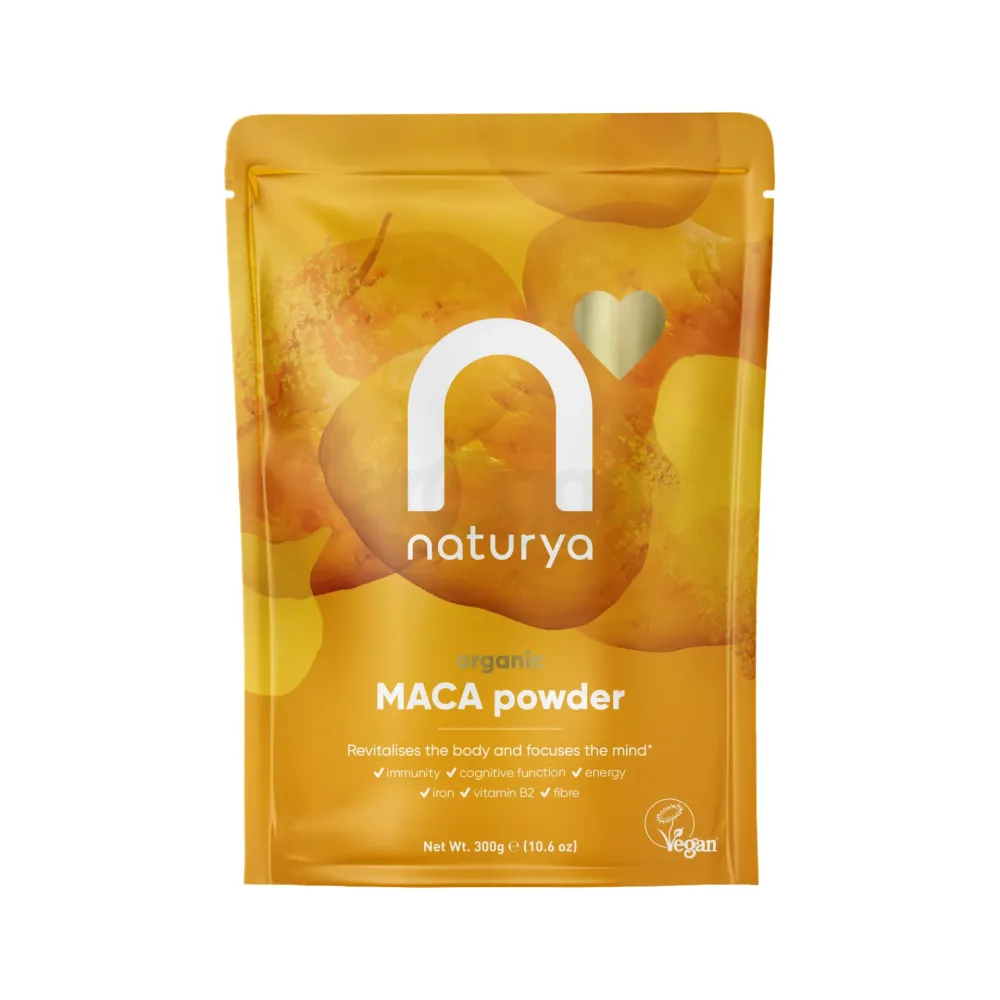 n
naturya
organic
MACA powder
Revitalises the body and focuses the mind*
✓ immunity ✓ cognitive function ✓ energy
✓ iron ✓ vitamin B2 ✓ fibre
Net Wt. 300g ℮ (10.6 oz)
Vegan